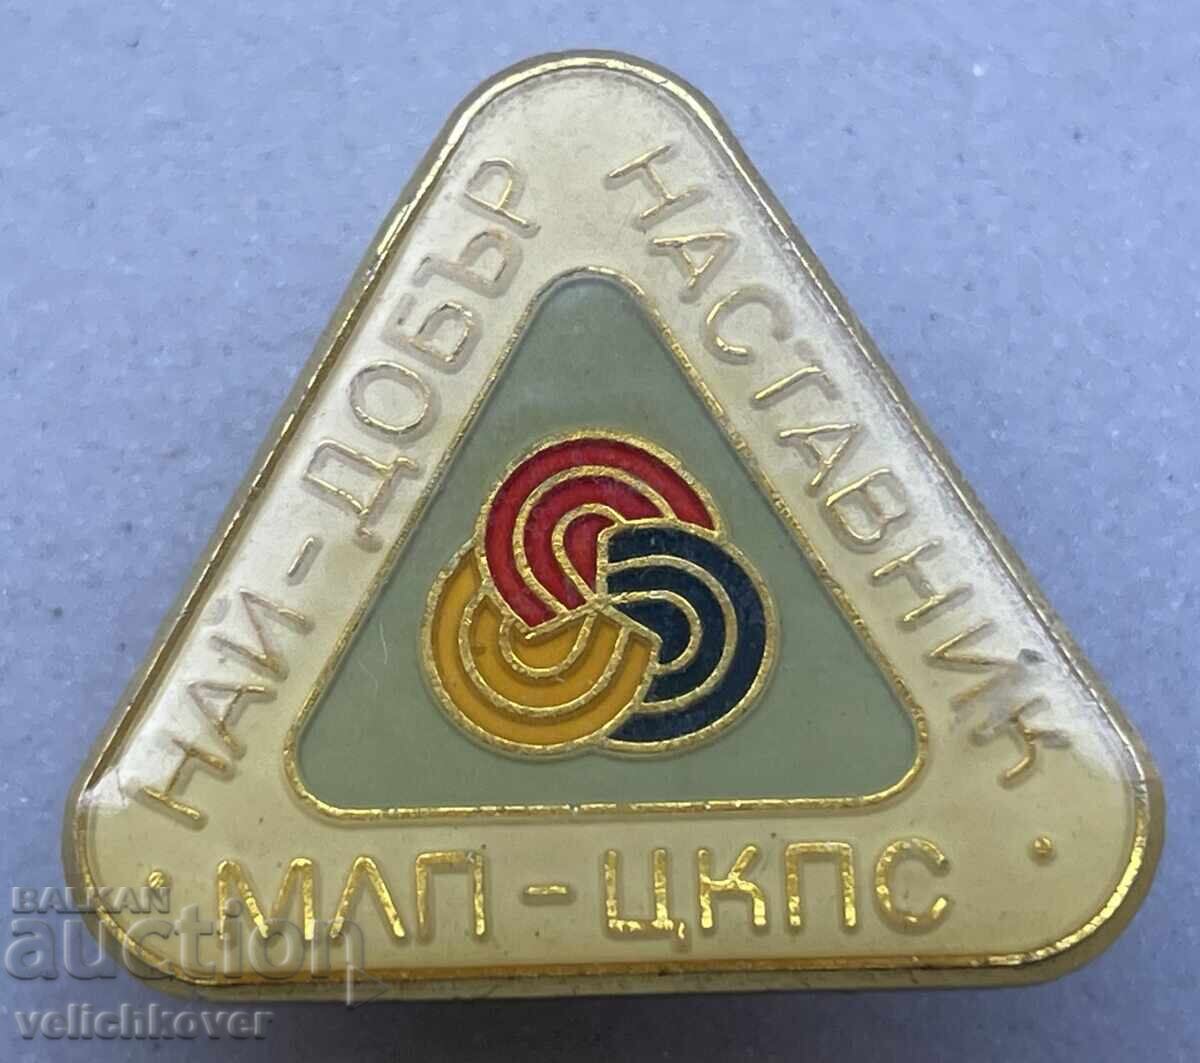 НАЙ-ДОБЪР
НАСТАВНИК
· МЛП - ЦКПС ·
BALKAN
auction
velichkover